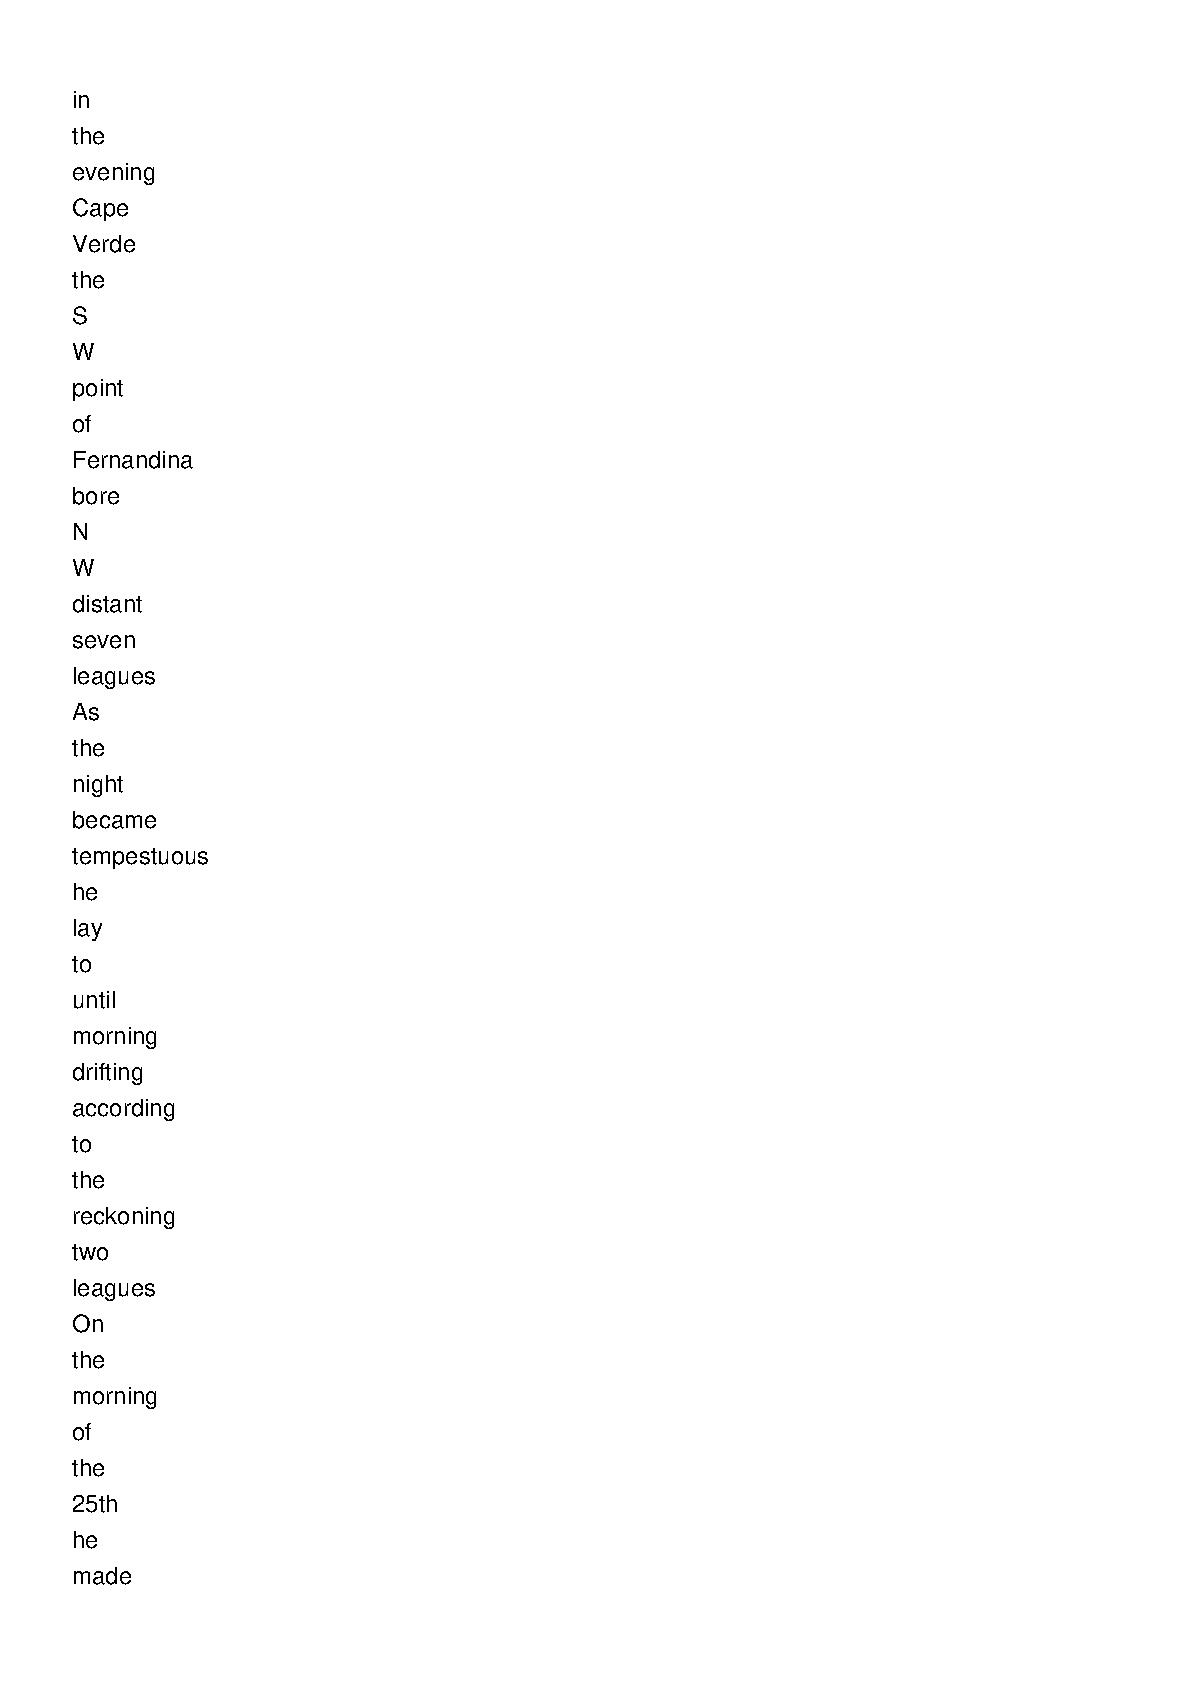 in
the
evening
Cape
Verde
the
S
W
point
of
Fernandina
bore
N
W
distant
seven
leagues
As
the
night
became
tempestuous
he
lay
to
until
morning
drifting
according
to
the
reckoning
two
leagues
On
the
morning
of
the
25th
he
made